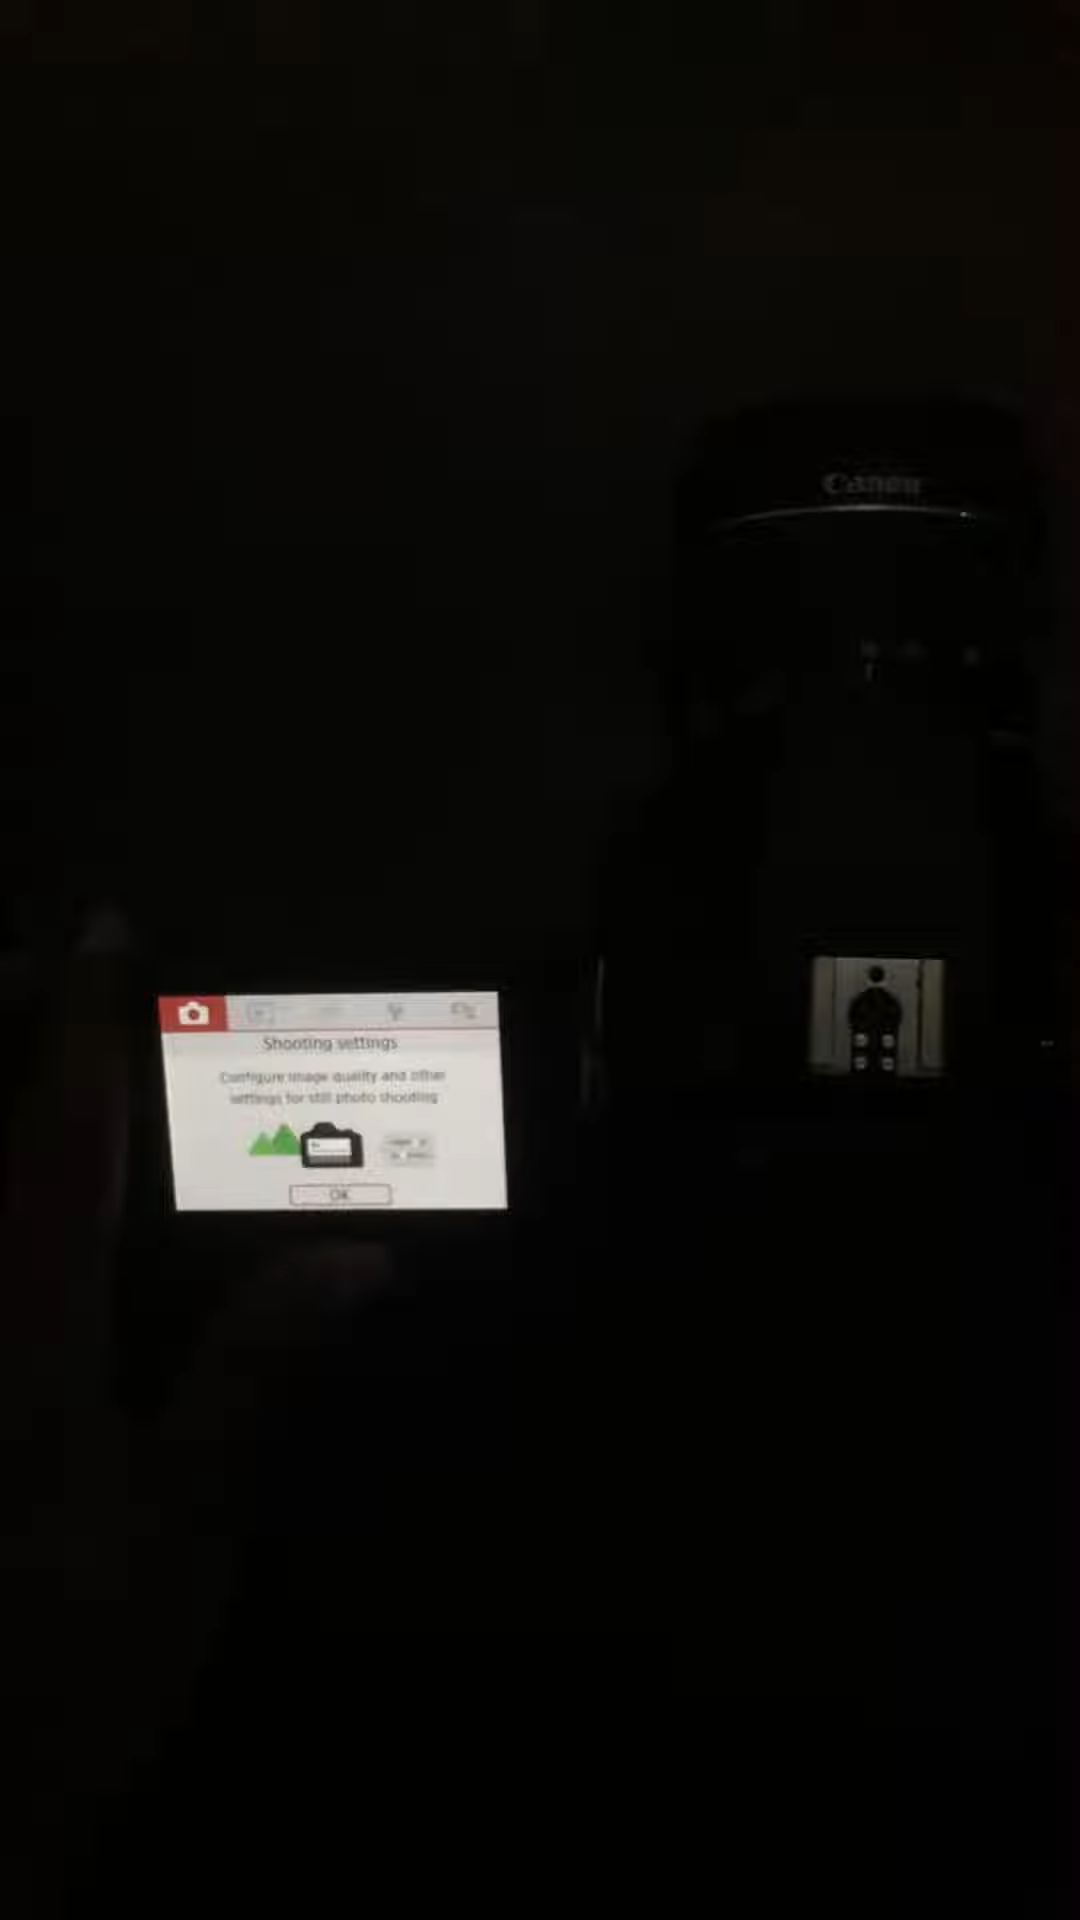 Canon
Shooting settings
Configure image quality and other
settings for still photo shooting
OK